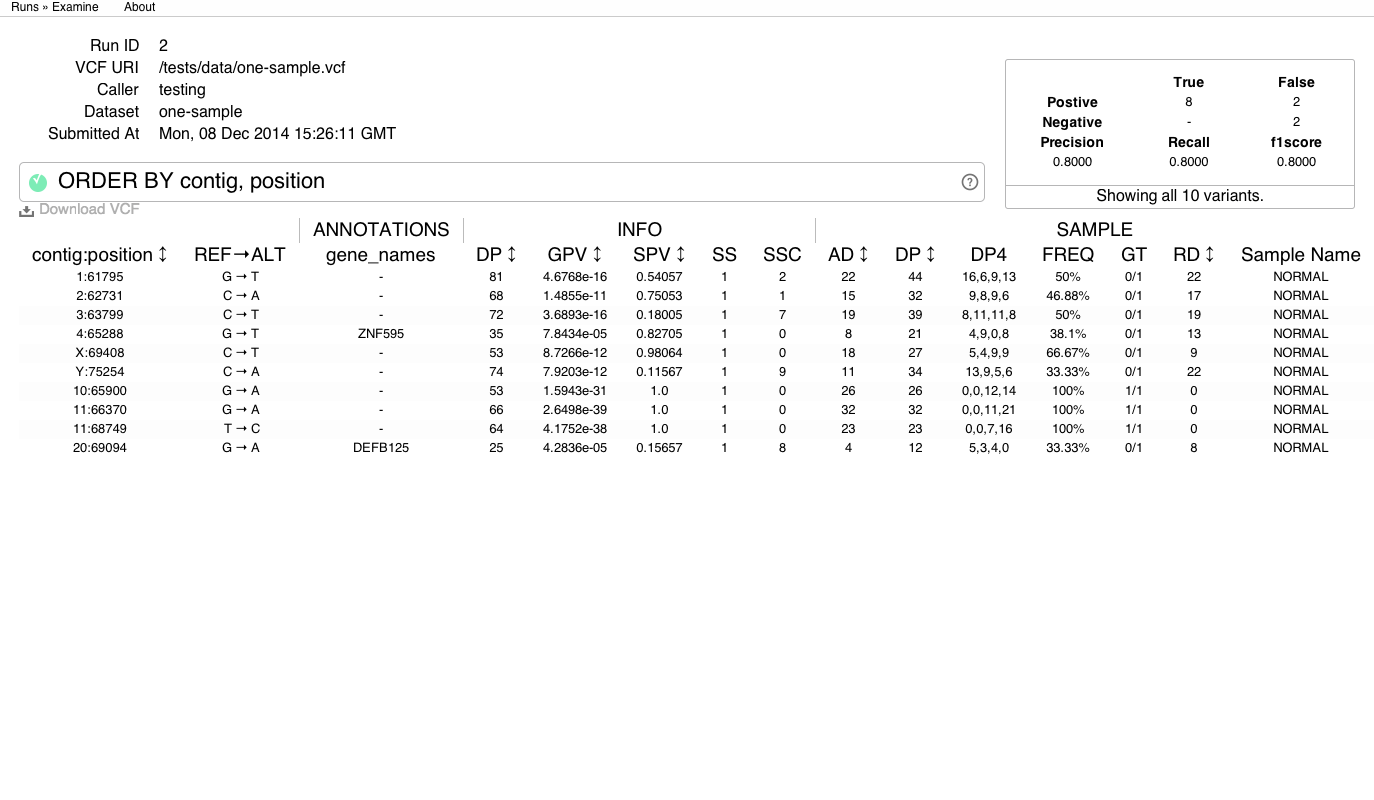 Runs » Examine About
Run ID 2
VCF URI /tests/data/one-sample.vcf
Caller testing
Dataset one-sample
Submitted At Mon, 08 Dec 2014 15:26:11 GMT
True False
Postive 8 2
Negative - 2
Precision Recall f1score
0.8000 0.8000 0.8000
Showing all 10 variants.
ORDER BY contig, position ?
Download VCF
ANNOTATIONS INFO SAMPLE
contig:position ↕ REF→ALT gene_names DP ↕ GPV ↕ SPV ↕ SS SSC AD ↕ DP ↕ DP4 FREQ GT RD ↕ Sample Name
1:61795 G → T - 81 4.6768e-16 0.54057 1 2 22 44 16,6,9,13 50% 0/1 22 NORMAL
2:62731 C → A - 68 1.4855e-11 0.75053 1 1 15 32 9,8,9,6 46.88% 0/1 17 NORMAL
3:63799 C → T - 72 3.6893e-16 0.18005 1 7 19 39 8,11,11,8 50% 0/1 19 NORMAL
4:65288 G → T ZNF595 35 7.8434e-05 0.82705 1 0 8 21 4,9,0,8 38.1% 0/1 13 NORMAL
X:69408 C → T - 53 8.7266e-12 0.98064 1 0 18 27 5,4,9,9 66.67% 0/1 9 NORMAL
Y:75254 C → A - 74 7.9203e-12 0.11567 1 9 11 34 13,9,5,6 33.33% 0/1 22 NORMAL
10:65900 G → A - 53 1.5943e-31 1.0 1 0 26 26 0,0,12,14 100% 1/1 0 NORMAL
11:66370 G → A - 66 2.6498e-39 1.0 1 0 32 32 0,0,11,21 100% 1/1 0 NORMAL
11:68749 T → C - 64 4.1752e-38 1.0 1 0 23 23 0,0,7,16 100% 1/1 0 NORMAL
20:69094 G → A DEFB125 25 4.2836e-05 0.15657 1 8 4 12 5,3,4,0 33.33% 0/1 8 NORMAL